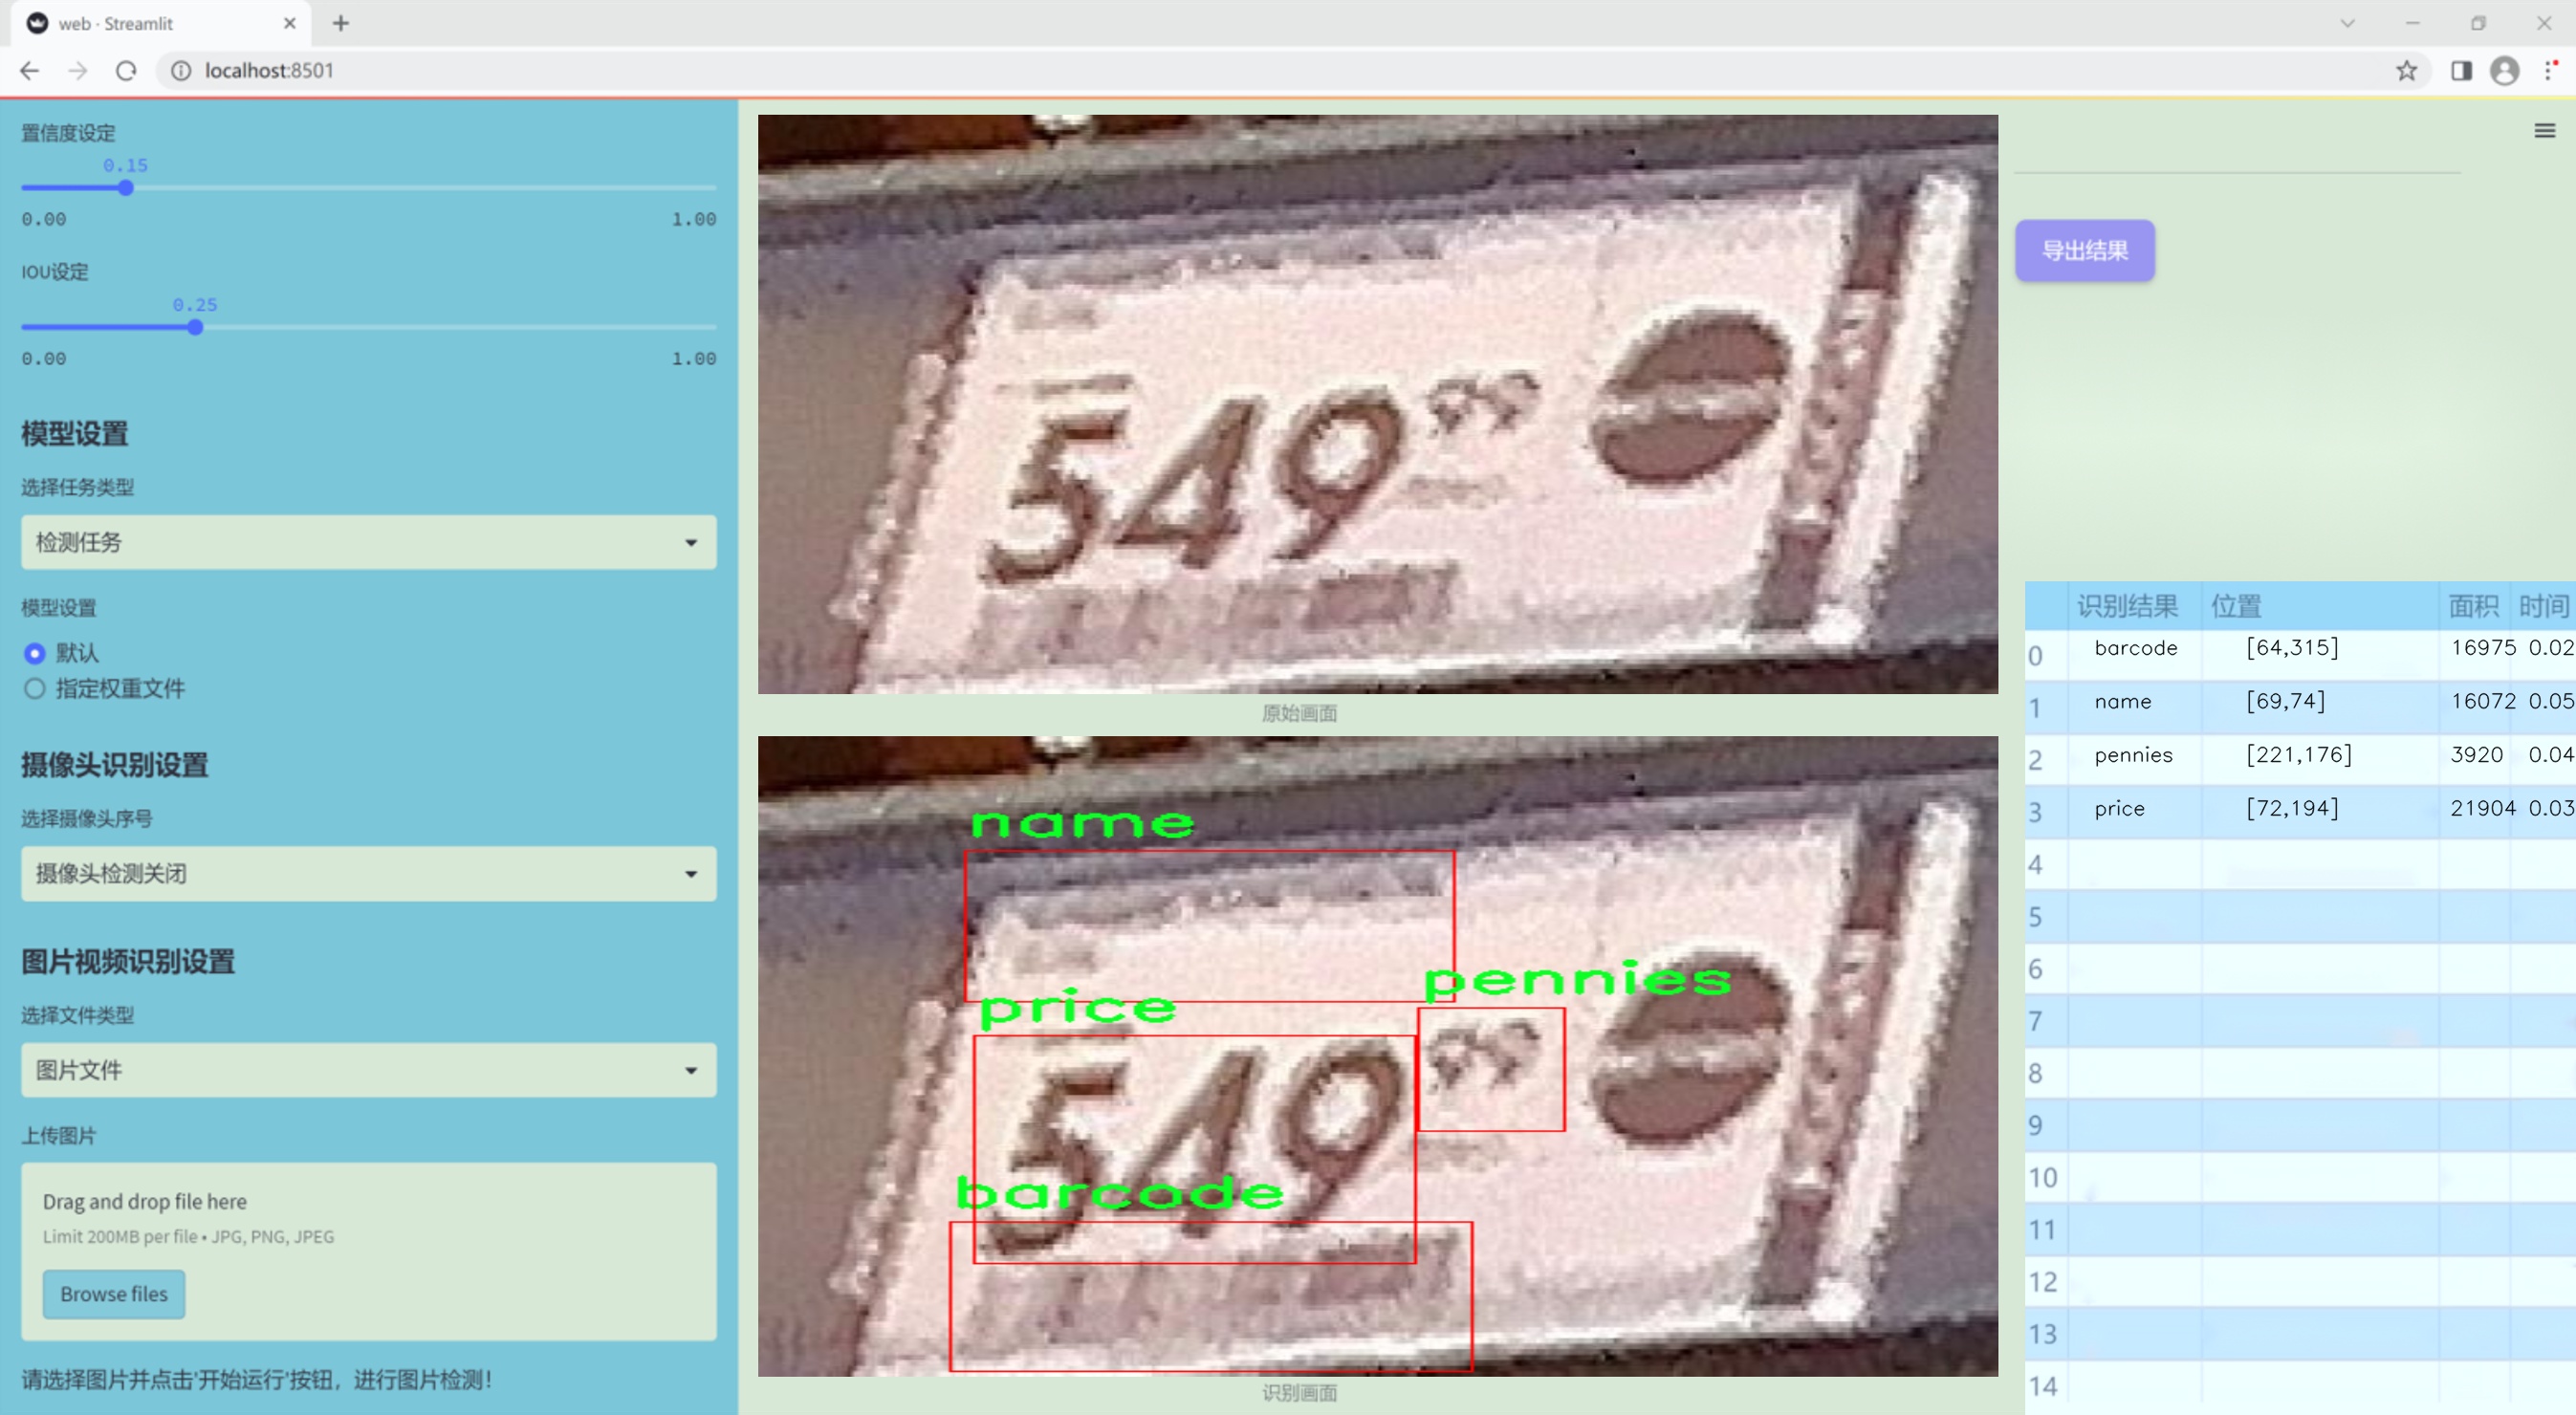 web · Streamlit
localhost:8501
置信度设定
0.15
0.00 1.00
IOU设定
0.25
0.00 1.00
模型设置
选择任务类型
检测任务
模型设置
默认
指定权重文件
摄像头识别设置
选择摄像头序号
摄像头检测关闭
图片视频识别设置
选择文件类型
图片文件
上传图片
Drag and drop file here
Limit 200MB per file • JPG, PNG, JPEG
Browse files
请选择图片并点击'开始运行'按钮，进行图片检测！
549
原始画面
name
pennies
price
549
barcode
识别画面
导出结果
识别结果 位置 面积 时间
0 barcode [64,315] 16975 0.02
1 name [69,74] 16072 0.05
2 pennies [221,176] 3920 0.04
3 price [72,194] 21904 0.03
4
5
6
7
8
9
10
11
12
13
14